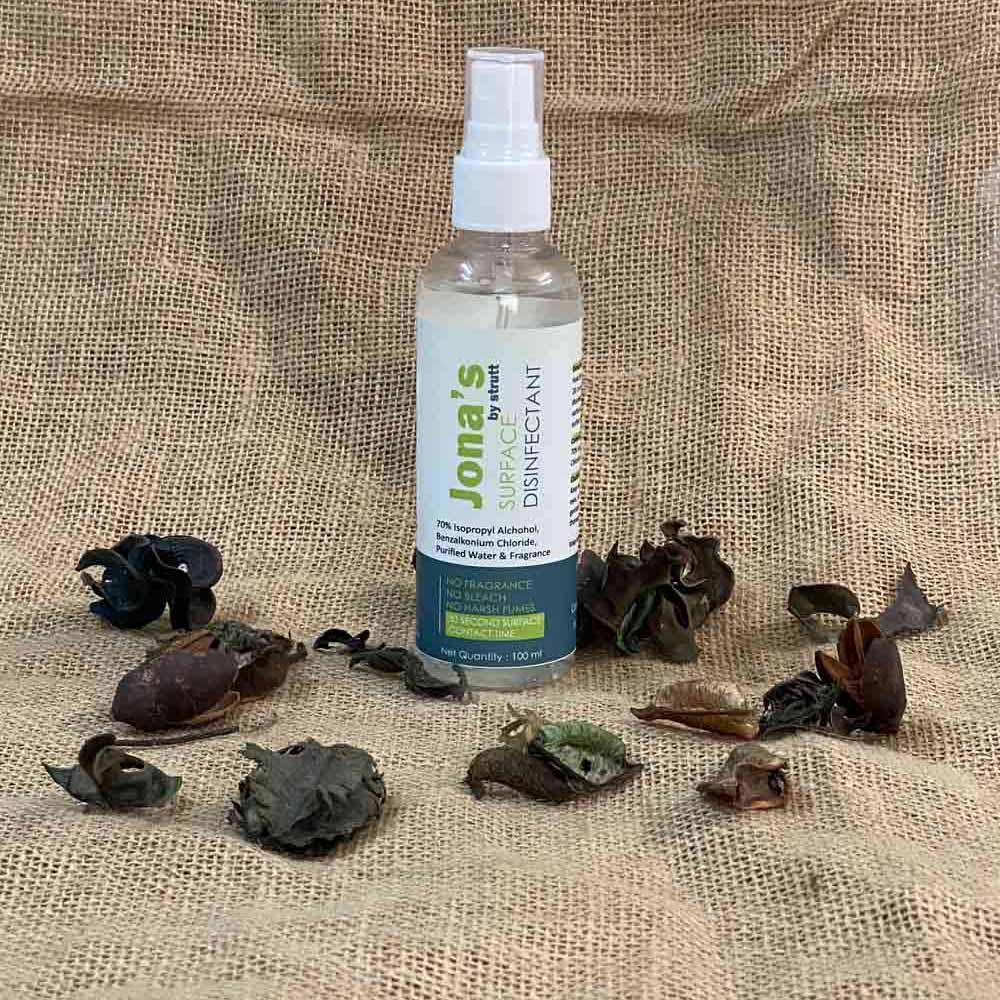 Jona's
by strutt
SURFACE
DISINFECTANT
70% Isopropyl Alchohol,
Benzalkonium Chloride,
Purified Water & Fragrance
NO FRAGRANCE
NO BLEACH
NO HARSH FUMES
SECOND SURFACE
CONTACT TIME
Net Quantity : 100 ml